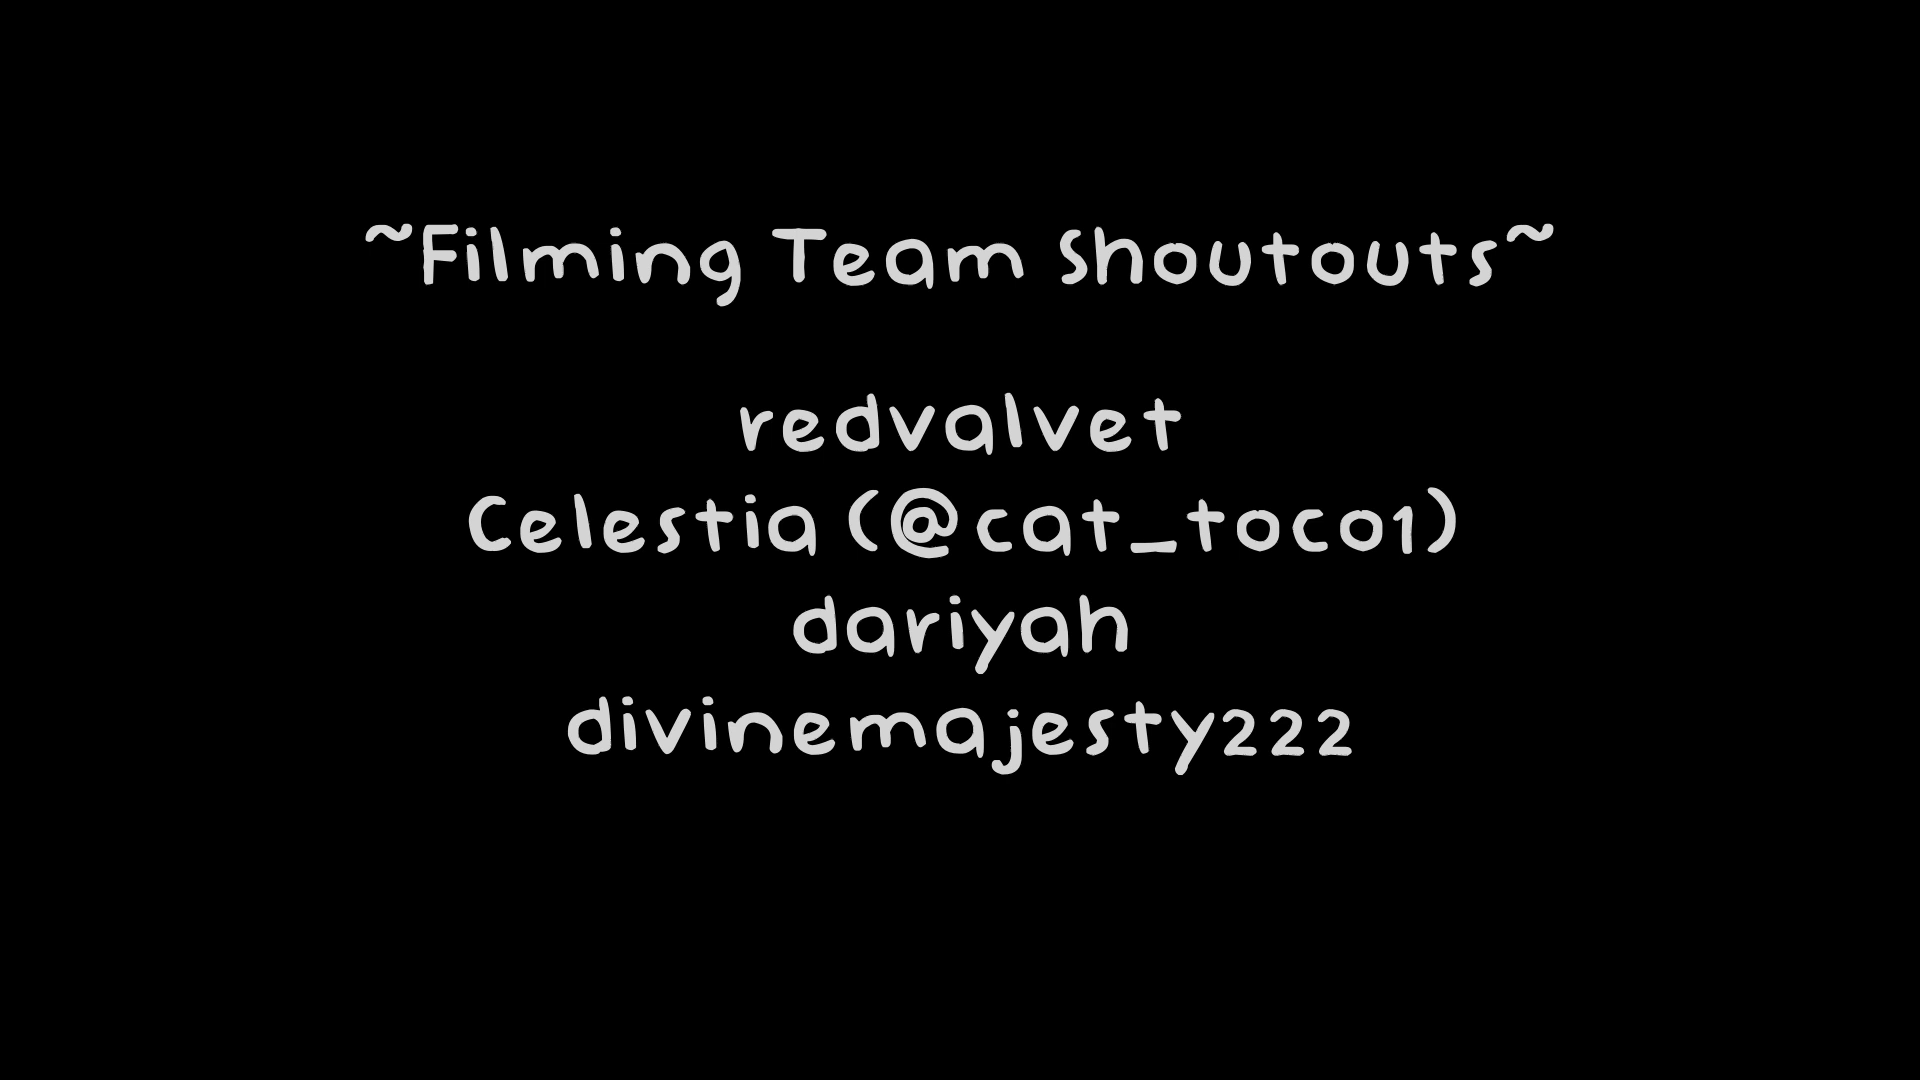 ~Filming Team Shoutouts~
redvalvet
Celestia (@cat_toco1)
dariyah
divinemajesty222